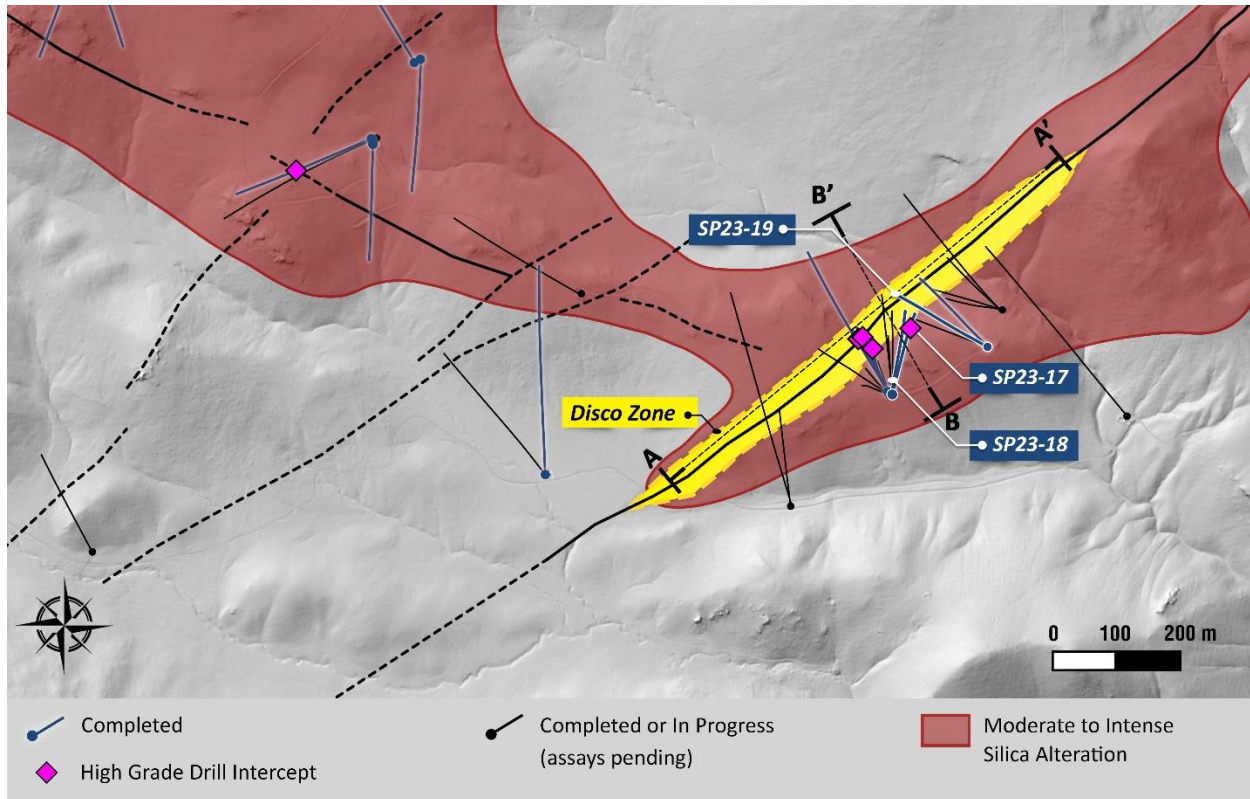 A'
B'
SP23-19
SP23-17
Disco Zone
B
SP23-18
A
0 100 200 m
Completed
Completed or In Progress
(assays pending)
Moderate to Intense
Silica Alteration
High Grade Drill Intercept